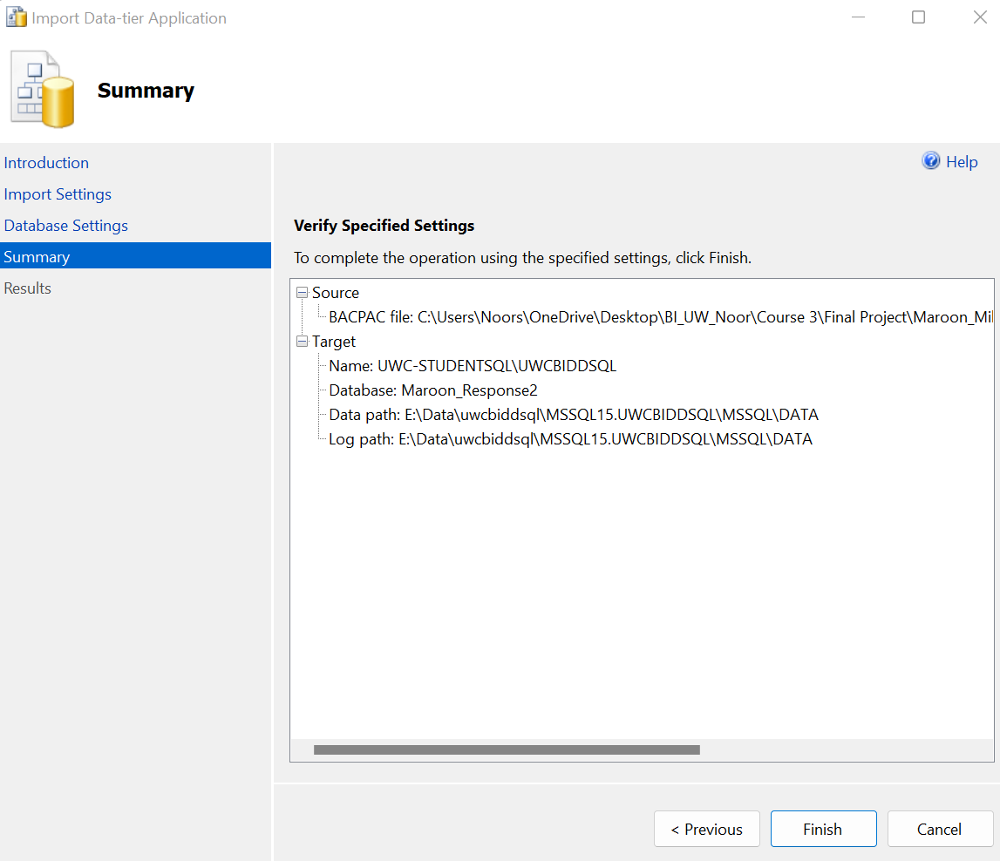 Import Data-tier Application
Summary
Introduction
Import Settings
Database Settings
Summary
Results
Help
Verify Specified Settings
To complete the operation using the specified settings, click Finish.
Source
BACPAC file: C:\Users\Noors\OneDrive\Desktop\BI_UW_Noor\Course 3\Final Project\Maroon_Mil
Target
Name: UWC-STUDENTSQL\UWCBIDDSQL
Database: Maroon_Response2
Data path: E:\Data\uwcbiddsql\MSSQL15.UWCBIDDSQL\MSSQL\DATA
Log path: E:\Data\uwcbiddsql\MSSQL15.UWCBIDDSQL\MSSQL\DATA
< Previous
Finish
Cancel